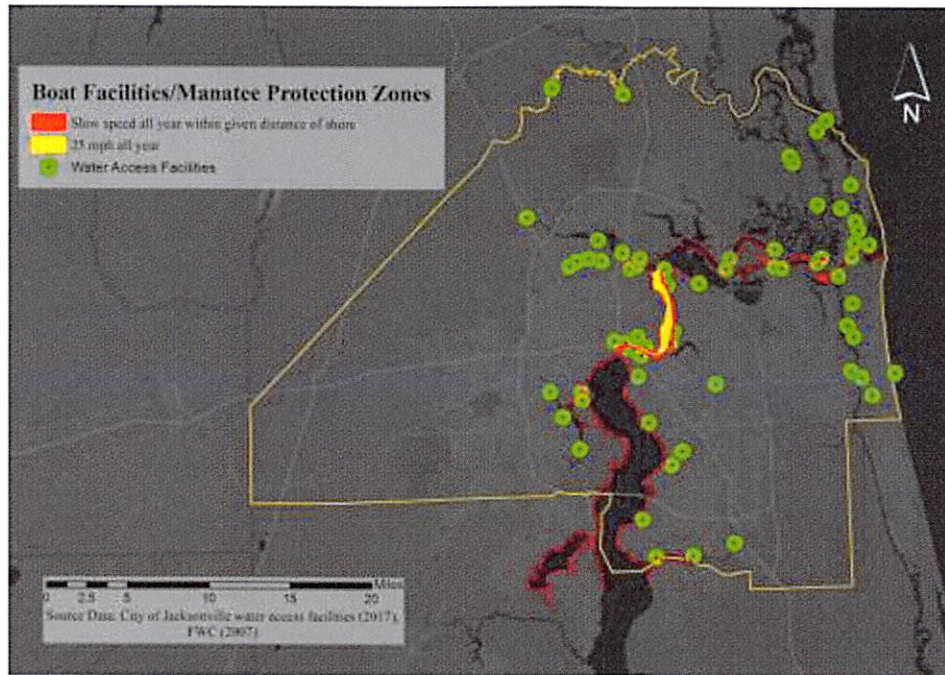 Boat Facilities/Manatee Protection Zones
Slow speed all year within given distance of shore
25 mph all year
Water Access Facilities
N
Miles
0 2.5 5 10 15 20
Source Data: City of Jacksonville water access facilities (2017),
FWC (2007)